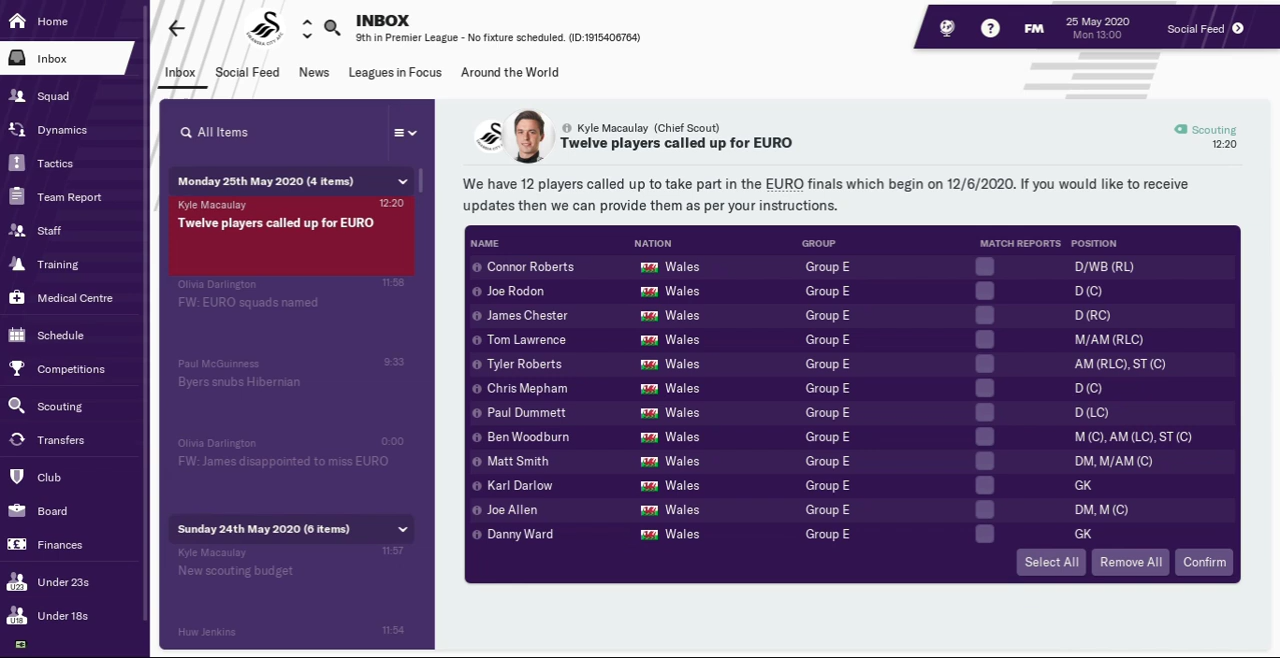 Home
Inbox
Squad
Dynamics
Tactics
Team Report
Staff
Training
Medical Centre
Schedule
Competitions
Scouting
Transfers
Club
Board
Finances
U23 Under 23s
U18 Under 18s
INBOX
9th in Premier League - No fixture scheduled. (ID:1915406764)
? FM 25 May 2020
Mon 13:00
Social Feed
Inbox Social Feed News Leagues in Focus Around the World
All Items
Monday 25th May 2020 (4 items)
Kyle Macaulay 12:20
Twelve players called up for EURO
Olivia Darlington 11:58
FW: EURO squads named
Paul McGuinness 9:33
Byers snubs Hibernian
Olivia Darlington 0:00
FW: James disappointed to miss EURO
Sunday 24th May 2020 (6 items)
Kyle Macaulay 11:57
New scouting budget
Huw Jenkins 11:54
Kyle Macaulay (Chief Scout)
Twelve players called up for EURO
Scouting
12:20
We have 12 players called up to take part in the EURO finals which begin on 12/6/2020. If you would like to receive
updates then we can provide them as per your instructions.
NAME NATION GROUP MATCH REPORTS POSITION
Connor Roberts Wales Group E D/WB (RL)
Joe Rodon Wales Group E D (C)
James Chester Wales Group E D (RC)
Tom Lawrence Wales Group E M/AM (RLC)
Tyler Roberts Wales Group E AM (RLC), ST (C)
Chris Mepham Wales Group E D (C)
Paul Dummett Wales Group E D (LC)
Ben Woodburn Wales Group E M (C), AM (LC), ST (C)
Matt Smith Wales Group E DM, M/AM (C)
Karl Darlow Wales Group E GK
Joe Allen Wales Group E DM, M (C)
Danny Ward Wales Group E GK
Select All Remove All Confirm